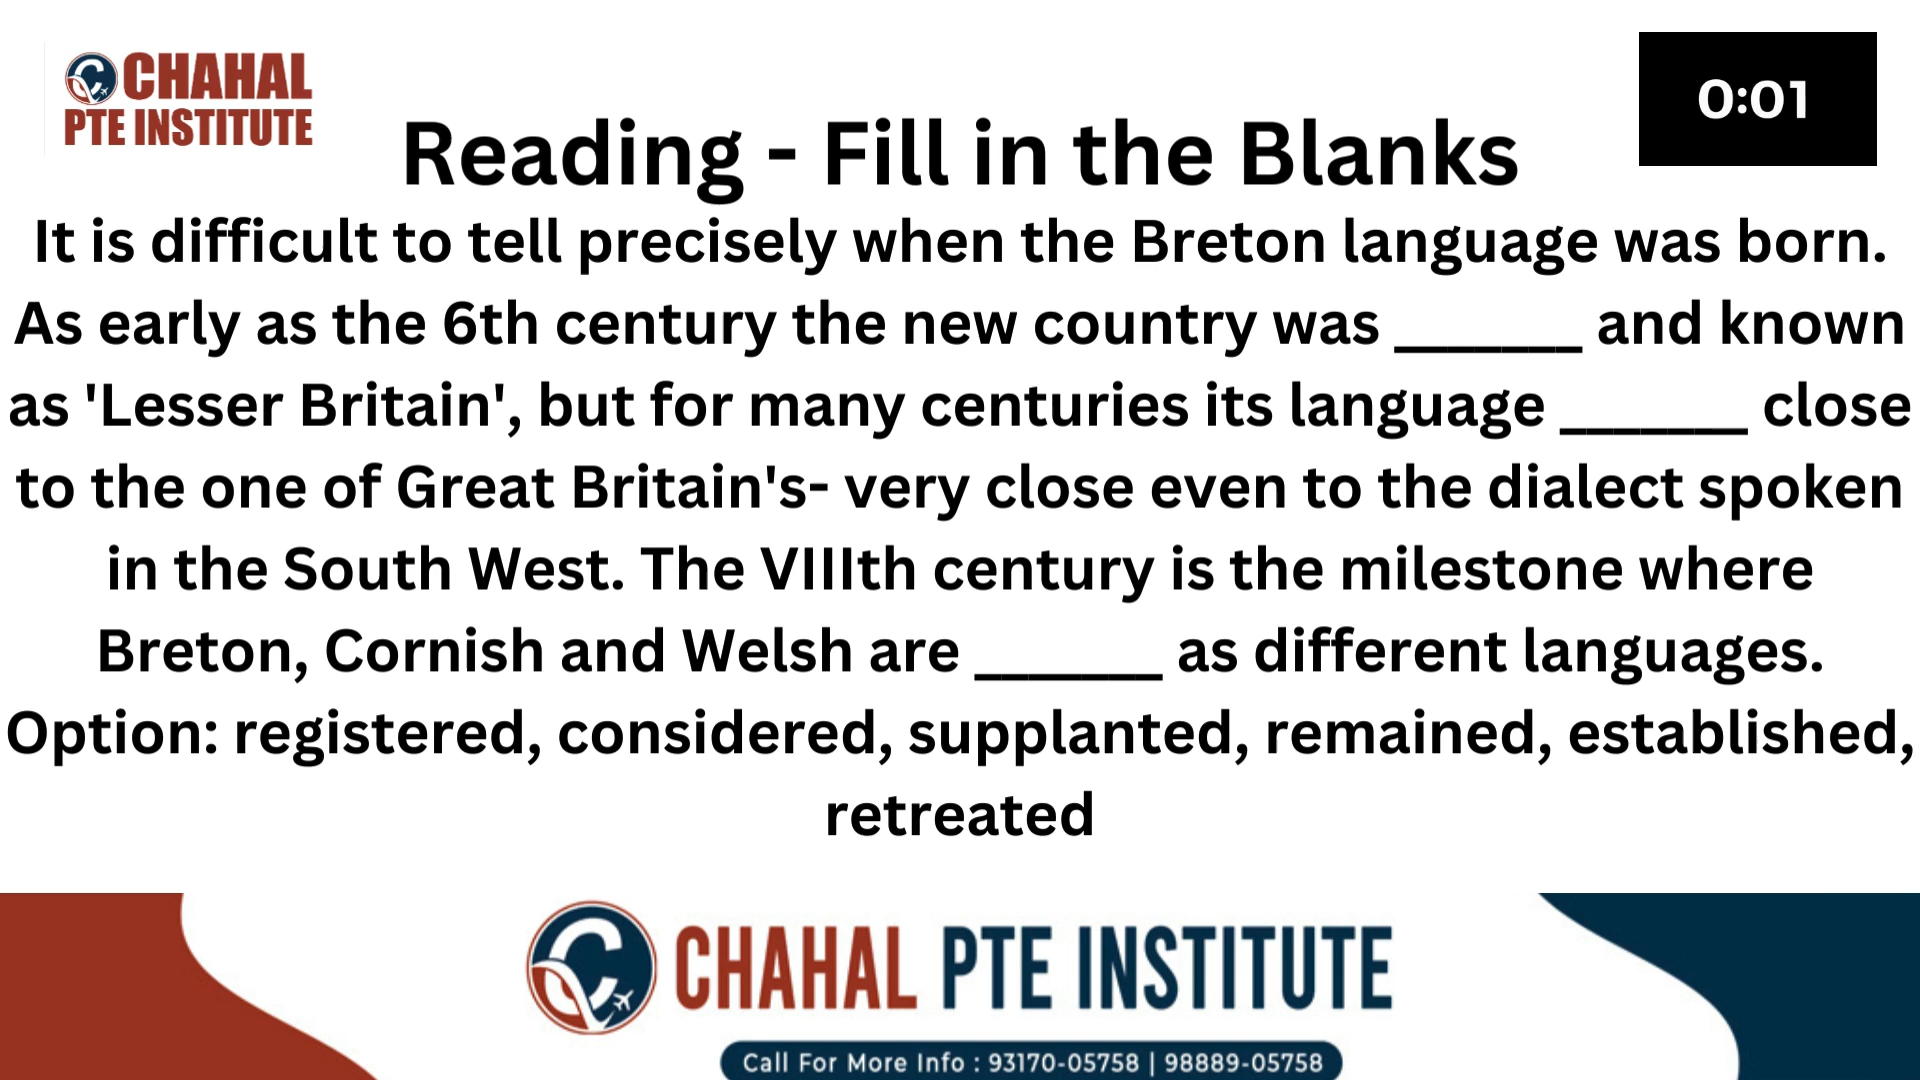 CHAHAL
PTE INSTITUTE
0:01
Reading - Fill in the Blanks
It is difficult to tell precisely when the Breton language was born.
As early as the 6th century the new country was _______ and known
as 'Lesser Britain', but for many centuries its language _______ close
to the one of Great Britain's- very close even to the dialect spoken
in the South West. The VIIIth century is the milestone where
Breton, Cornish and Welsh are _______ as different languages.
Option: registered, considered, supplanted, remained, established,
retreated
CHAHAL PTE INSTITUTE
Call For More Info : 93170-05758 | 98889-05758